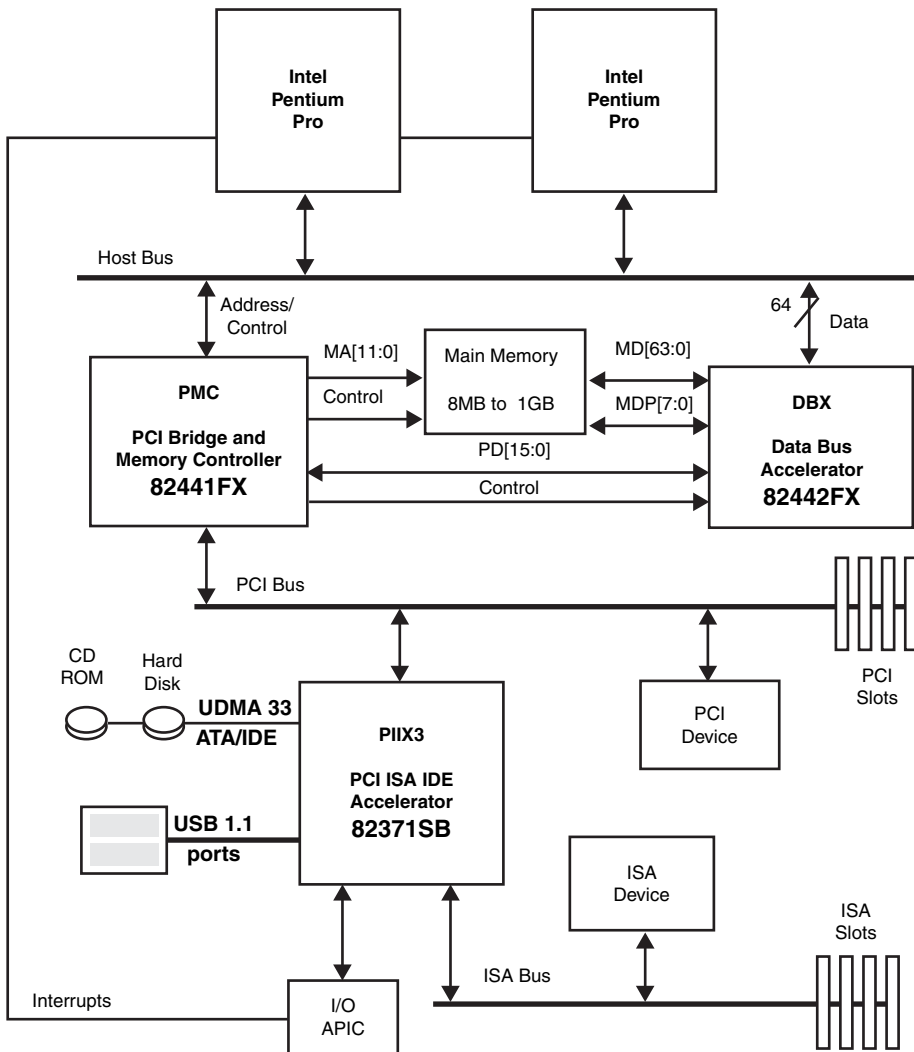 Intel
Pentium
Pro
Intel
Pentium
Pro
Host Bus
Address/
Control
64
Data
MA[11:0]
Control
Main Memory
8MB to 1GB
MD[63:0]
MDP[7:0]
PMC
PCI Bridge and
Memory Controller
82441FX
PD[15:0]
Control
DBX
Data Bus
Accelerator
82442FX
PCI Bus
CD
ROM
Hard
Disk
UDMA 33
ATA/IDE
PIIX3
PCI ISA IDE
Accelerator
82371SB
PCI
Device
PCI
Slots
USB 1.1
ports
ISA
Device
ISA
Slots
ISA Bus
Interrupts
I/O
APIC